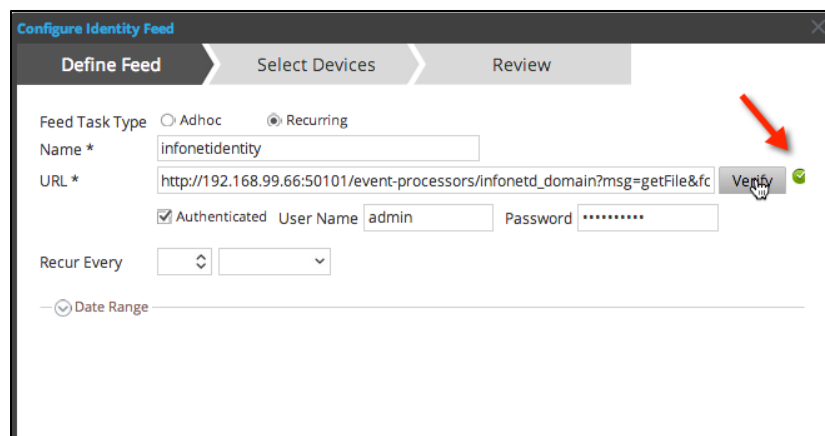 Configure Identity Feed
Define Feed Select Devices Review
Feed Task Type Adhoc Recurring
Name * infonetidentity
URL * http://192.168.99.66:50101/event-processors/infonetd_domain?msg=getFile&fc Verify
Authenticated User Name admin Password ••••••••••
Recur Every
Date Range